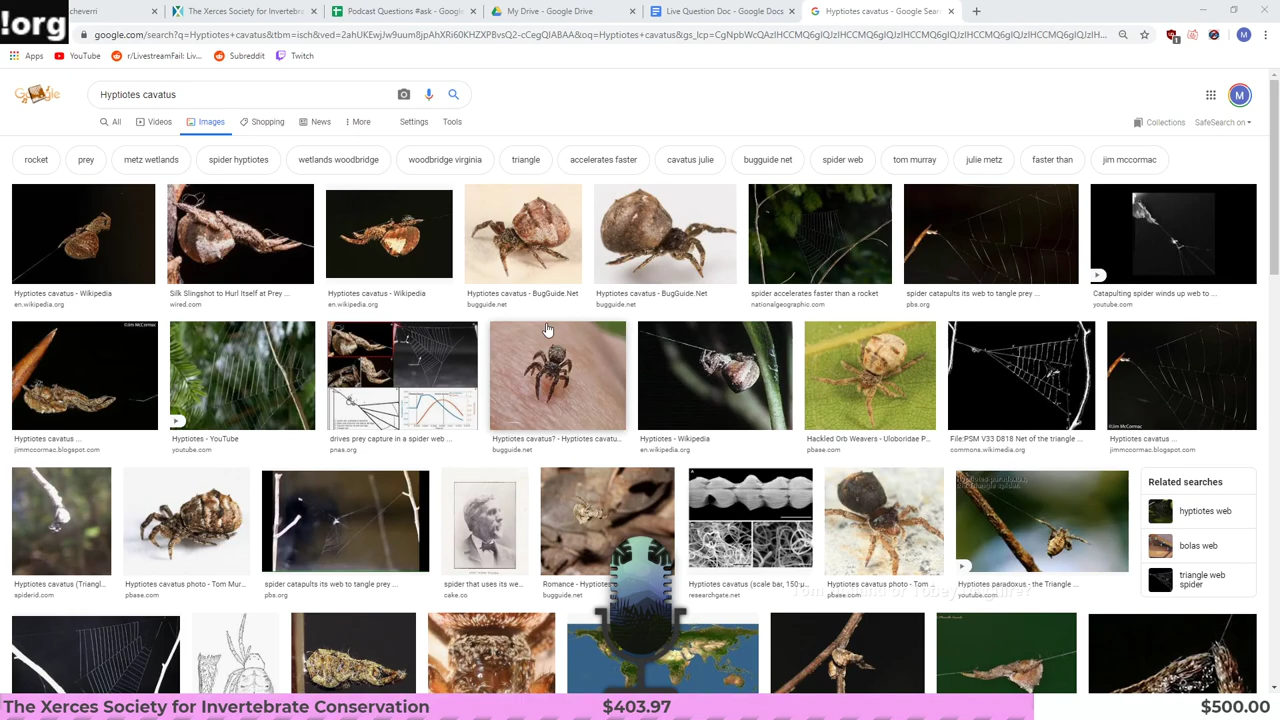 !org
cherri
The Xerces Society for Invertebra
Podcast Questions #ask - Google
My Drive - Google Drive
Live Question Doc - Google Docs
Hyptiotes cavatus - Google Sear
Apps YouTube r/LivestreamFail: Liv... Subreddit Twitch
Google
Hyptiotes cavatus
All Videos Images Shopping News More Settings Tools
Collections SafeSearch on
M
rocket prey metz wetlands spider hyptiotes wetlands woodbridge woodbridge virginia triangle accelerates faster cavatus julie bugguide net spider web tom murray julie metz faster than jim mccormac
Hyptiotes cavatus - Wikipedia
en.wikipedia.org
Silk Slingshot to Hurl Itself at Prey ...
wired.com
Hyptiotes cavatus - Wikipedia
en.wikipedia.org
Hyptiotes cavatus - BugGuide.Net
bugguide.net
Hyptiotes cavatus - BugGuide.Net
bugguide.net
spider accelerates faster than a rocket
nationalgeographic.com
spider catapults its web to tangle prey ...
pbs.org
Catapulting spider winds up web to ...
youtube.com
©Jim McCormac
Hyptiotes cavatus ...
jimmccormac.blogspot.com
Hyptiotes - YouTube
youtube.com
drives prey capture in a spider web ...
pnas.org
Hyptiotes cavatus? - Hyptiotes cavatu...
bugguide.net
Hyptiotes - Wikipedia
en.wikipedia.org
Hackled Orb Weavers - Uloboridae P...
pbase.com
File:PSM V33 D818 Net of the triangle ...
commons.wikimedia.org
©Jim McCormac
Hyptiotes cavatus ...
jimmccormac.blogspot.com
Hyptiotes cavatus (Triangl...
spiderid.com
Hyptiotes cavatus photo - Tom Mur...
pbase.com
spider catapults its web to tangle prey ...
pbs.org
spider that uses its we...
cake.co
Romance - Hyptiotes
bugguide.net
Hyptiotes cavatus (scale bar, 150 µ...
researchgate.net
Hyptiotes cavatus photo - Tom ...
pbase.com
Hyptiotes paradoxus - the Triangle ...
youtube.com
Related searches
hyptiotes web
bolas web
triangle web
spider
The Xerces Society for Invertebrate Conservation $403.97 $500.00